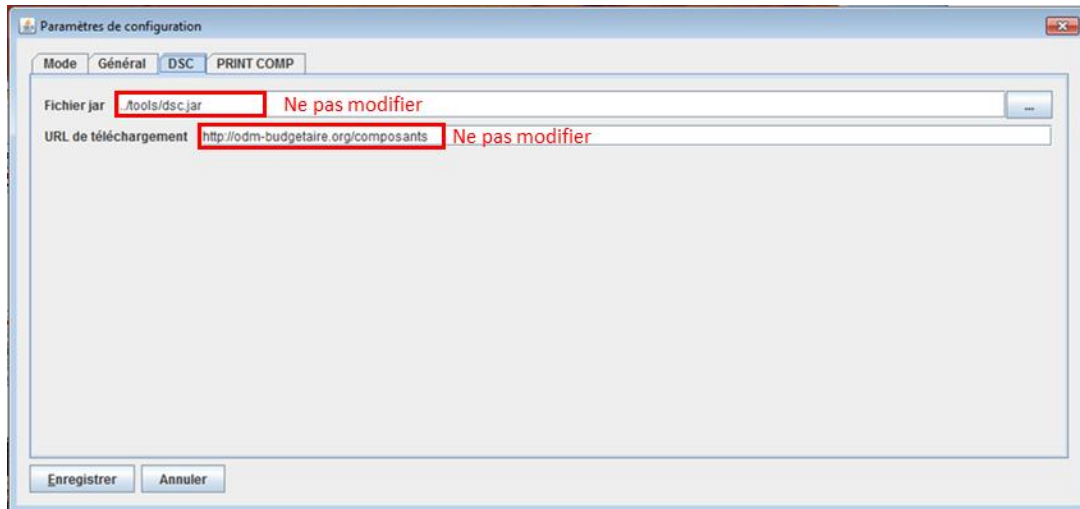 Paramètres de configuration
Mode Général DSC PRINT COMP
Fichier jar ../tools/dsc.jar Ne pas modifier ...
URL de téléchargement http://odm-budgetaire.org/composants Ne pas modifier
Enregistrer Annuler